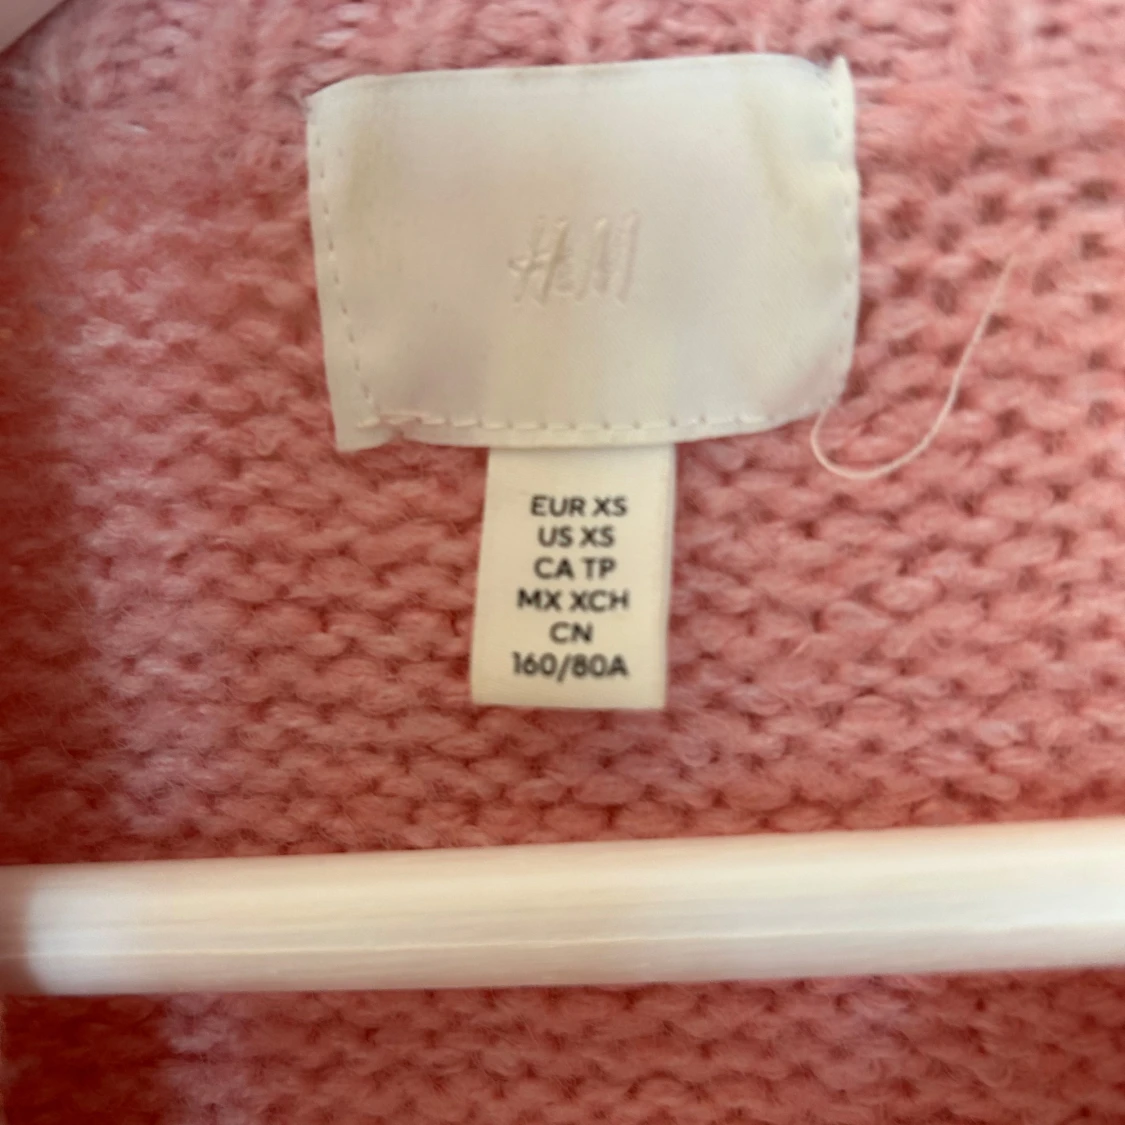 H&M
EUR XS
US XS
CA TP
MX XCH
CN
160/80A